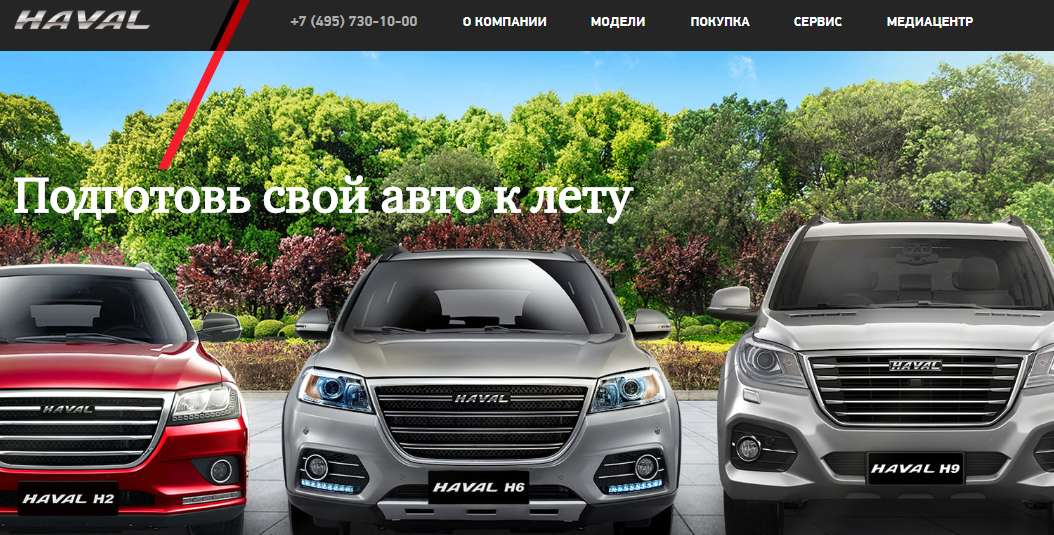 HAVAL
+7 (495) 730-10-00
О КОМПАНИИ
МОДЕЛИ
ПОКУПКА
СЕРВИС
МЕДИАЦЕНТР
Подготовь свой авто к лету
HAVAL
HAVAL
HAVAL
HAVAL H2
HAVAL H6
HAVAL H9